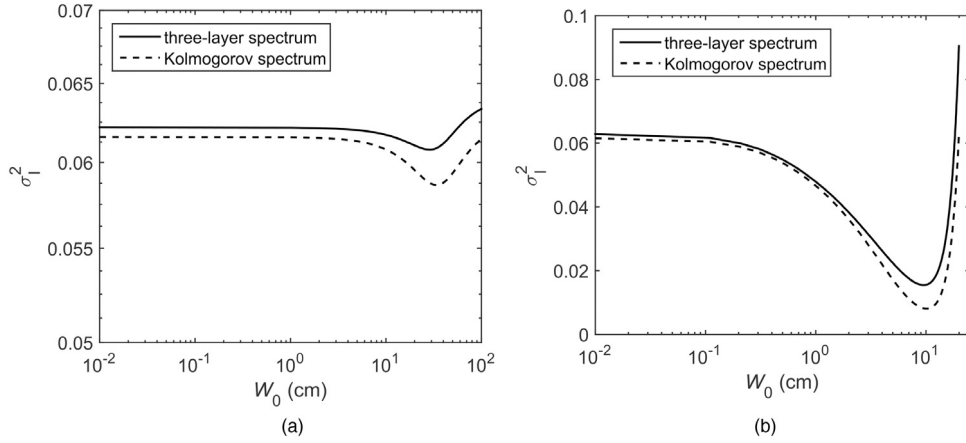 0.07
0.065
0.06
0.055
0.05
σ_I^2
three-layer spectrum
Kolmogorov spectrum
10^-2
10^-1
10^0
10^1
10^2
W_0 (cm)
(a)
0.1
0.08
0.06
0.04
0.02
0
σ_I^2
three-layer spectrum
Kolmogorov spectrum
10^-2
10^-1
10^0
10^1
W_0 (cm)
(b)